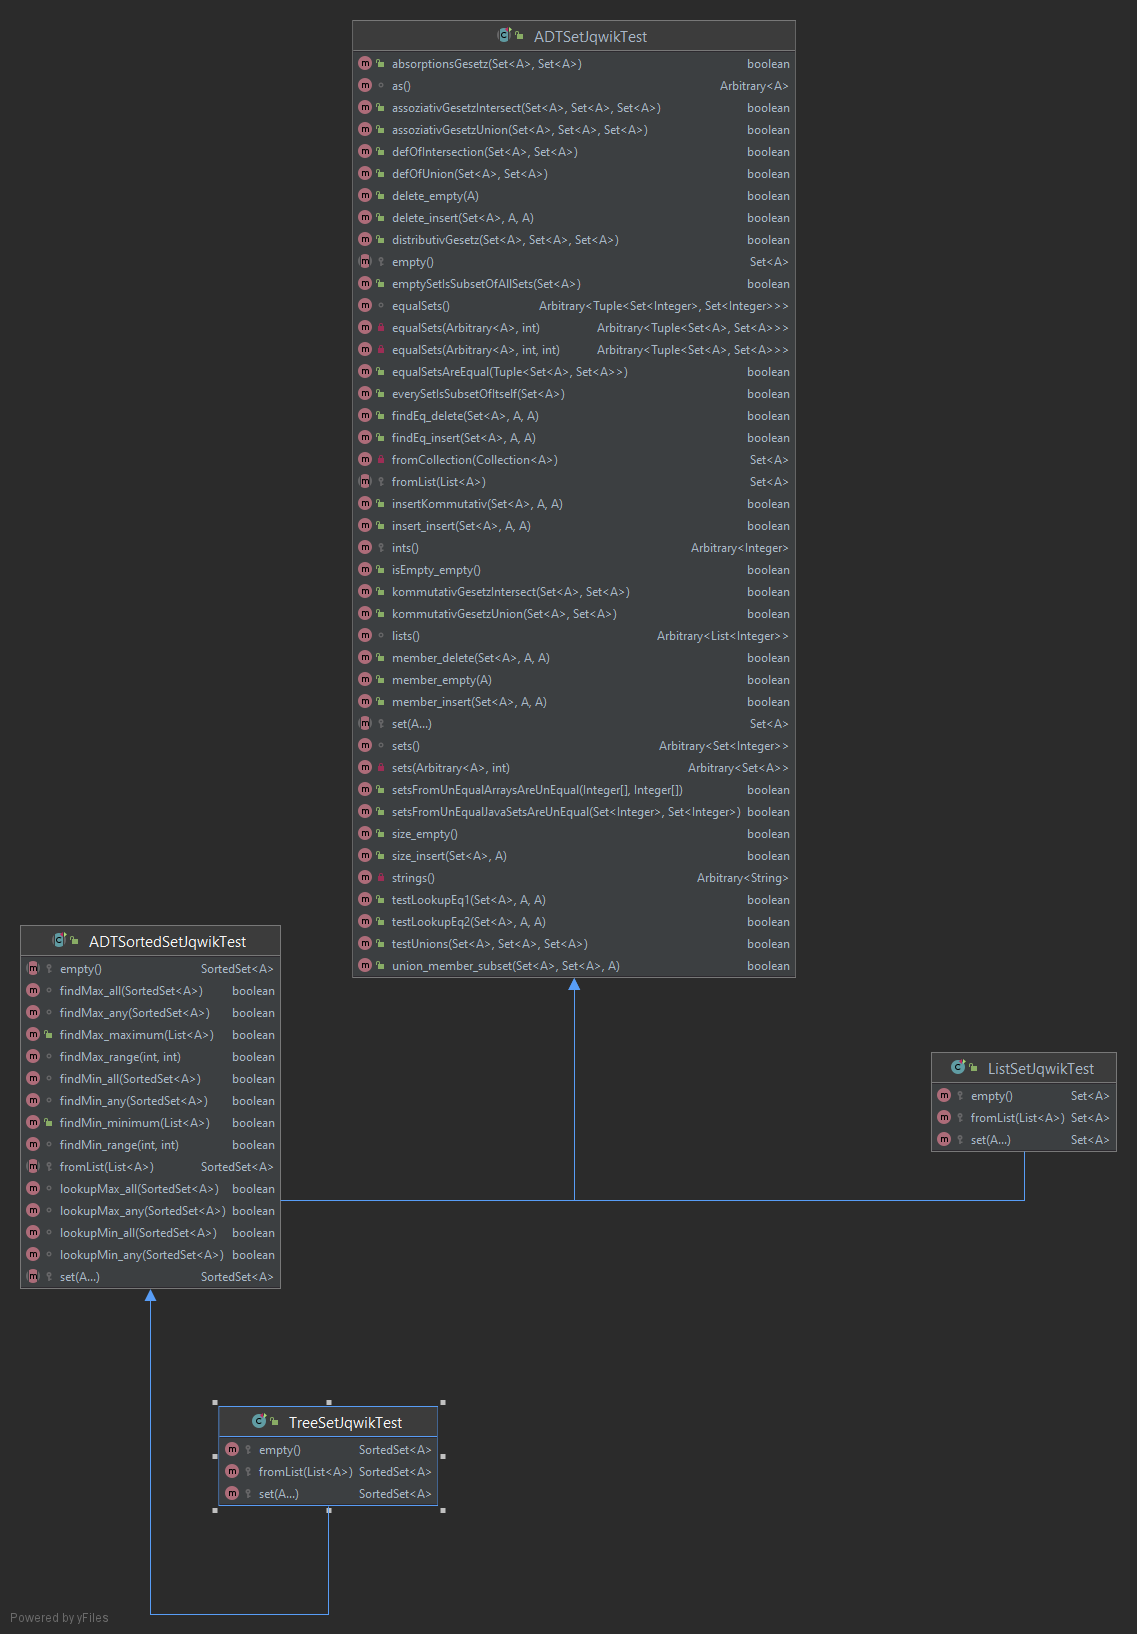 ADTSetJqwikTest
absorptionsGesetz(Set<A>, Set<A>) boolean
as() Arbitrary<A>
assoziativGesetzIntersect(Set<A>, Set<A>, Set<A>) boolean
assoziativGesetzUnion(Set<A>, Set<A>, Set<A>) boolean
defOfIntersection(Set<A>, Set<A>) boolean
defOfUnion(Set<A>, Set<A>) boolean
delete_empty(A) boolean
delete_insert(Set<A>, A, A) boolean
distributivGesetz(Set<A>, Set<A>, Set<A>) boolean
empty() Set<A>
emptySetIsSubsetOfAllSets(Set<A>) boolean
equalSets() Arbitrary<Tuple<Set<Integer>, Set<Integer>>>
equalSets(Arbitrary<A>, int) Arbitrary<Tuple<Set<A>, Set<A>>>
equalSets(Arbitrary<A>, int, int) Arbitrary<Tuple<Set<A>, Set<A>>>
equalSetsAreEqual(Tuple<Set<A>, Set<A>>) boolean
everySetIsSubsetOfItself(Set<A>) boolean
findEq_delete(Set<A>, A, A) boolean
findEq_insert(Set<A>, A, A) boolean
fromCollection(Collection<A>) Set<A>
fromList(List<A>) Set<A>
insertKommutativ(Set<A>, A, A) boolean
insert_insert(Set<A>, A, A) boolean
ints() Arbitrary<Integer>
isEmpty_empty() boolean
kommutativGesetzIntersect(Set<A>, Set<A>) boolean
kommutativGesetzUnion(Set<A>, Set<A>) boolean
lists() Arbitrary<List<Integer>>
member_delete(Set<A>, A, A) boolean
member_empty(A) boolean
member_insert(Set<A>, A, A) boolean
set(A...) Set<A>
sets() Arbitrary<Set<Integer>>
sets(Arbitrary<A>, int) Arbitrary<Set<A>>
setsFromUnEqualArraysAreUnEqual(Integer[], Integer[]) boolean
setsFromUnEqualJavaSetsAreUnEqual(Set<Integer>, Set<Integer>) boolean
size_empty() boolean
size_insert(Set<A>, A) boolean
strings() Arbitrary<String>
testLookupEq1(Set<A>, A, A) boolean
testLookupEq2(Set<A>, A, A) boolean
testUnions(Set<A>, Set<A>, Set<A>) boolean
union_member_subset(Set<A>, Set<A>, A) boolean
ADTSortedSetJqwikTest
empty() SortedSet<A>
findMax_all(SortedSet<A>) boolean
findMax_any(SortedSet<A>) boolean
findMax_maximum(List<A>) boolean
findMax_range(int, int) boolean
findMin_all(SortedSet<A>) boolean
findMin_any(SortedSet<A>) boolean
findMin_minimum(List<A>) boolean
findMin_range(int, int) boolean
fromList(List<A>) SortedSet<A>
lookupMax_all(SortedSet<A>) boolean
lookupMax_any(SortedSet<A>) boolean
lookupMin_all(SortedSet<A>) boolean
lookupMin_any(SortedSet<A>) boolean
set(A...) SortedSet<A>
ListSetJqwikTest
empty() Set<A>
fromList(List<A>) Set<A>
set(A...) Set<A>
TreeSetJqwikTest
empty() SortedSet<A>
fromList(List<A>) SortedSet<A>
set(A...) SortedSet<A>
Powered by yFiles